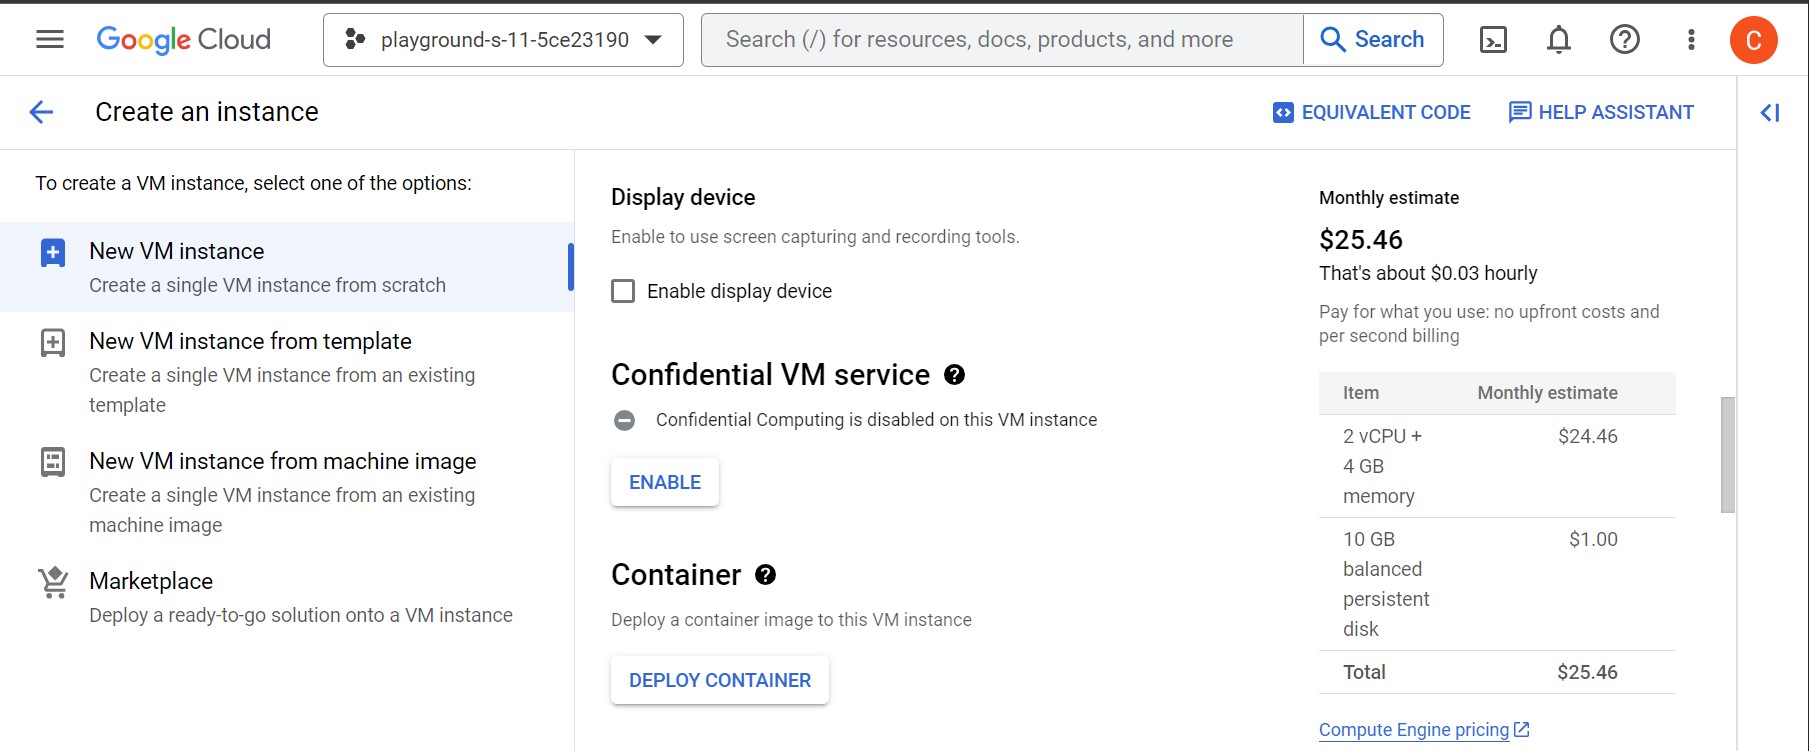 Google Cloud
playground-s-11-5ce23190
Search (/) for resources, docs, products, and more
Search
C
Create an instance
EQUIVALENT CODE
HELP ASSISTANT
To create a VM instance, select one of the options:
New VM instance
Create a single VM instance from scratch
New VM instance from template
Create a single VM instance from an existing
template
New VM instance from machine image
Create a single VM instance from an existing
machine image
Marketplace
Deploy a ready-to-go solution onto a VM instance
Display device
Enable to use screen capturing and recording tools.
Enable display device
Confidential VM service
Confidential Computing is disabled on this VM instance
ENABLE
Container
Deploy a container image to this VM instance
DEPLOY CONTAINER
Monthly estimate
$25.46
That's about $0.03 hourly
Pay for what you use: no upfront costs and
per second billing
Item Monthly estimate
2 vCPU + $24.46
4 GB
memory
10 GB $1.00
balanced
persistent
disk
Total $25.46
Compute Engine pricing